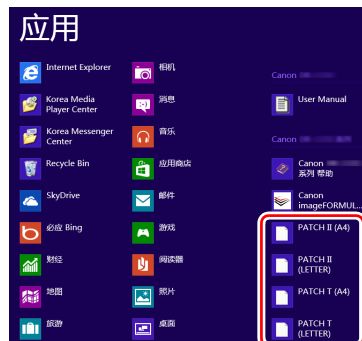 应用
Internet Explorer
Korea Media
Player Center
Korea Messenger
Center
Recycle Bin
SkyDrive
必应 Bing
财经
地图
旅游
相机
消息
音乐
应用商店
邮件
游戏
阅读器
照片
桌面
Canon
User Manual
Canon
Canon
系列 帮助
Canon
imageFORMUL...
PATCH II (A4)
PATCH II
(LETTER)
PATCH T (A4)
PATCH T
(LETTER)